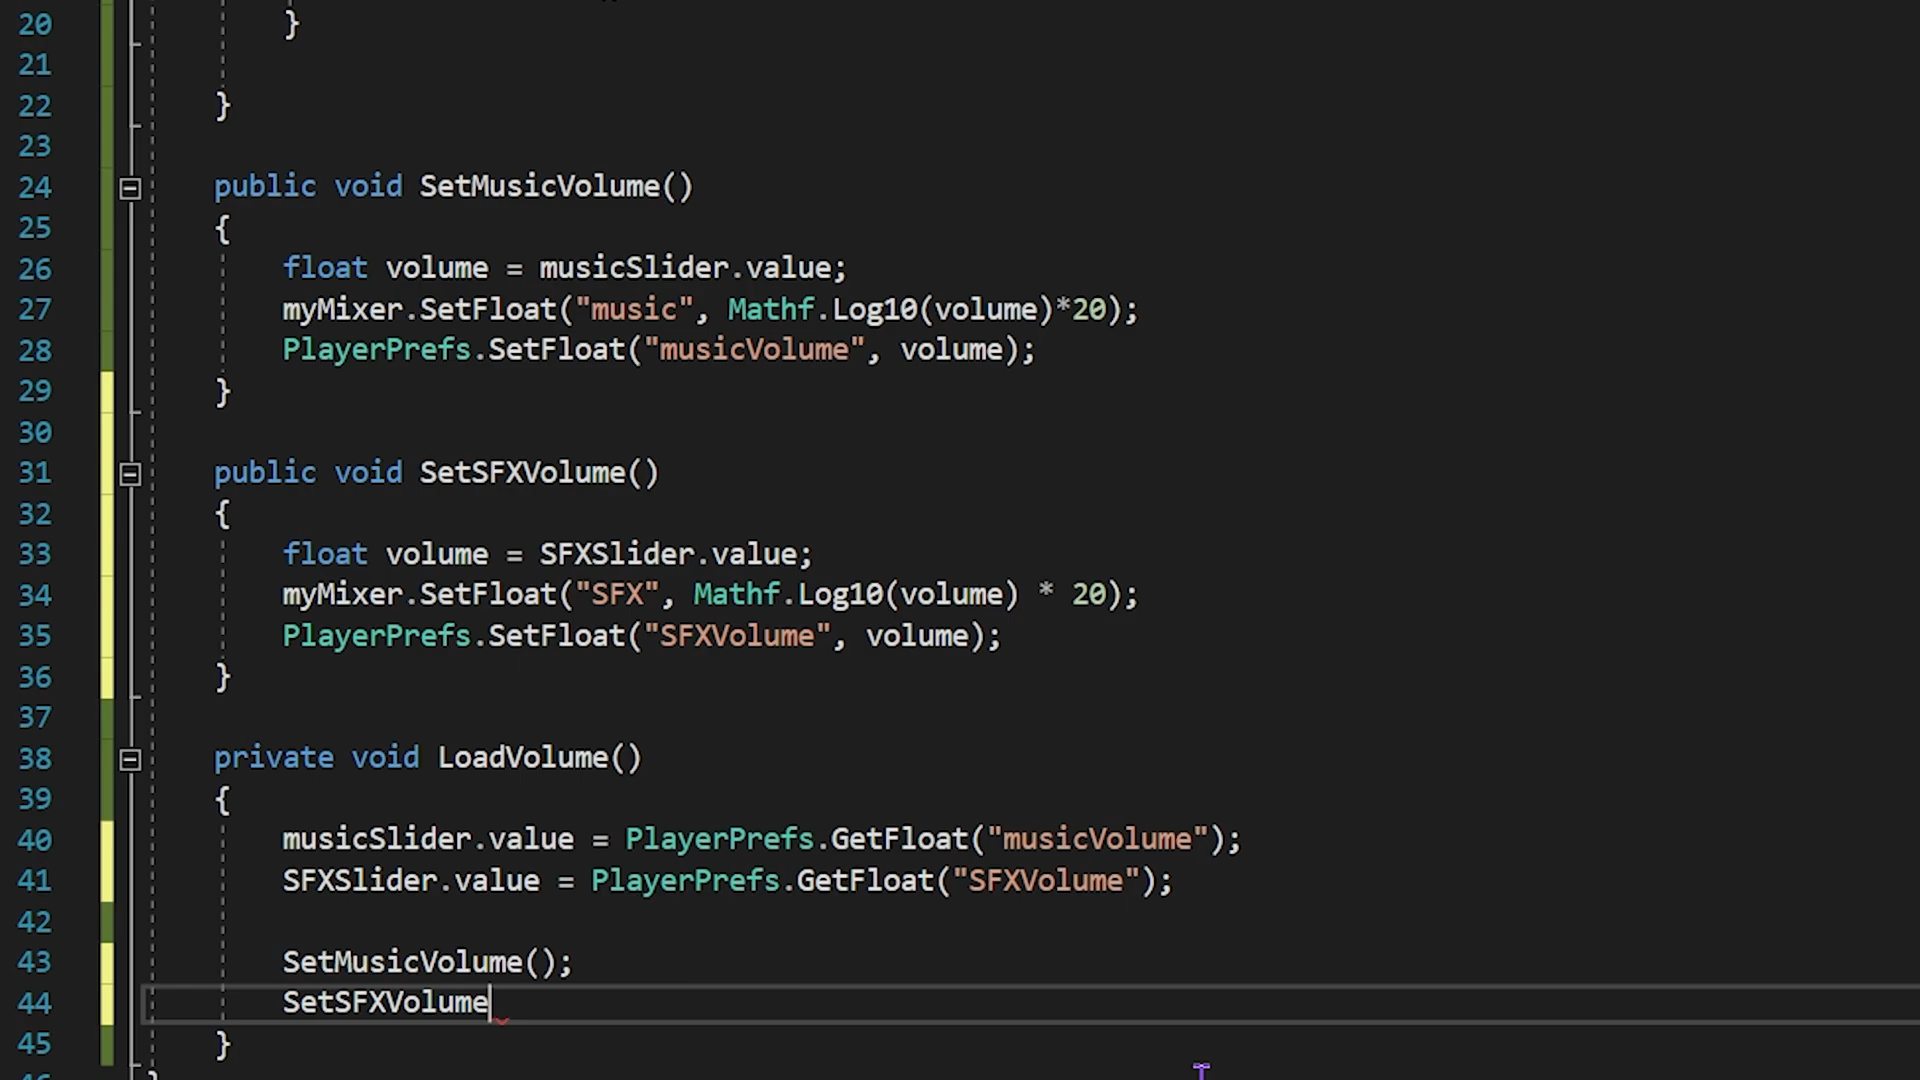 20 }
21
22 }
23
24 public void SetMusicVolume()
25 {
26 float volume = musicSlider.value;
27 myMixer.SetFloat("music", Mathf.Log10(volume)*20);
28 PlayerPrefs.SetFloat("musicVolume", volume);
29 }
30
31 public void SetSFXVolume()
32 {
33 float volume = SFXSlider.value;
34 myMixer.SetFloat("SFX", Mathf.Log10(volume) * 20);
35 PlayerPrefs.SetFloat("SFXVolume", volume);
36 }
37
38 private void LoadVolume()
39 {
40 musicSlider.value = PlayerPrefs.GetFloat("musicVolume");
41 SFXSlider.value = PlayerPrefs.GetFloat("SFXVolume");
42
43 SetMusicVolume();
44 SetSFXVolume
45 }